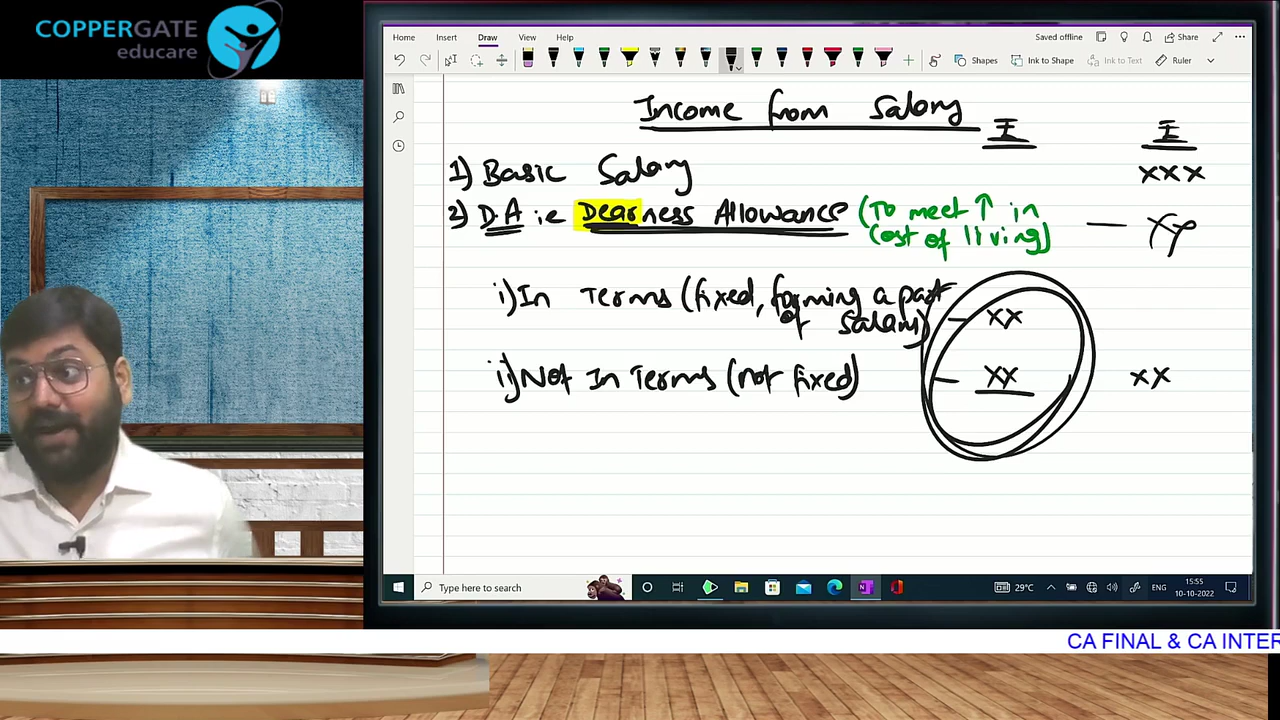 COPPERGATE
educare
Home Insert Draw View Help
Saved offline
Share
Shapes Ink to Shape Ink to Text Ruler
Income from Salary
I I
1) Basic Salary xxx
2) D.A ie Dearness Allowance (To meet ↑ in
cost of living) —
i) In Terms (fixed, forming a part
of salary) — xx
ii) Not In Terms (not fixed) — xx xx
Type here to search
29°C
ENG
15:55
10-10-2022
CA FINAL & CA INTER